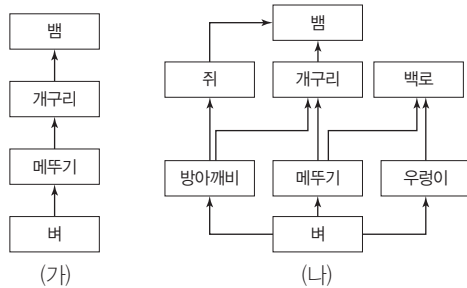 뱀
개구리
메뚜기
벼
(가)
뱀
쥐 개구리 백로
방아깨비 메뚜기 우렁이
벼
(나)